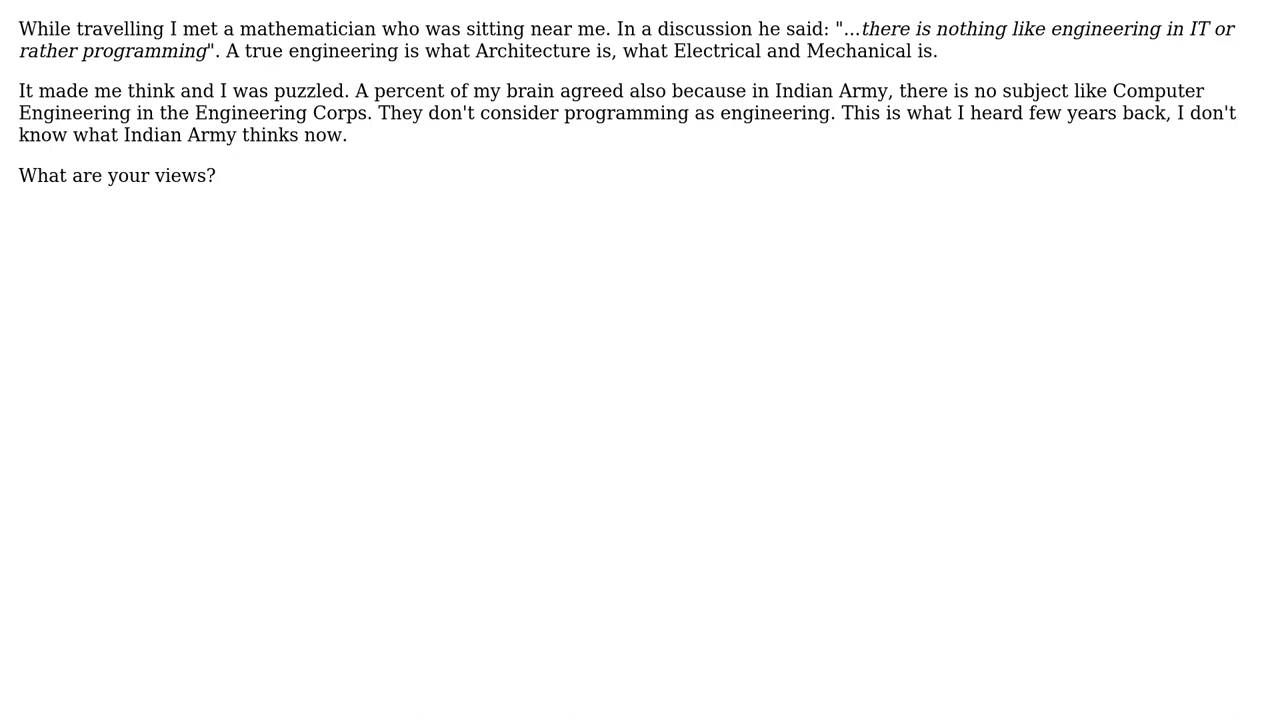 While travelling I met a mathematician who was sitting near me. In a discussion he said: "...there is nothing like engineering in IT or
rather programming". A true engineering is what Architecture is, what Electrical and Mechanical is.
It made me think and I was puzzled. A percent of my brain agreed also because in Indian Army, there is no subject like Computer
Engineering in the Engineering Corps. They don't consider programming as engineering. This is what I heard few years back, I don't
know what Indian Army thinks now.
What are your views?